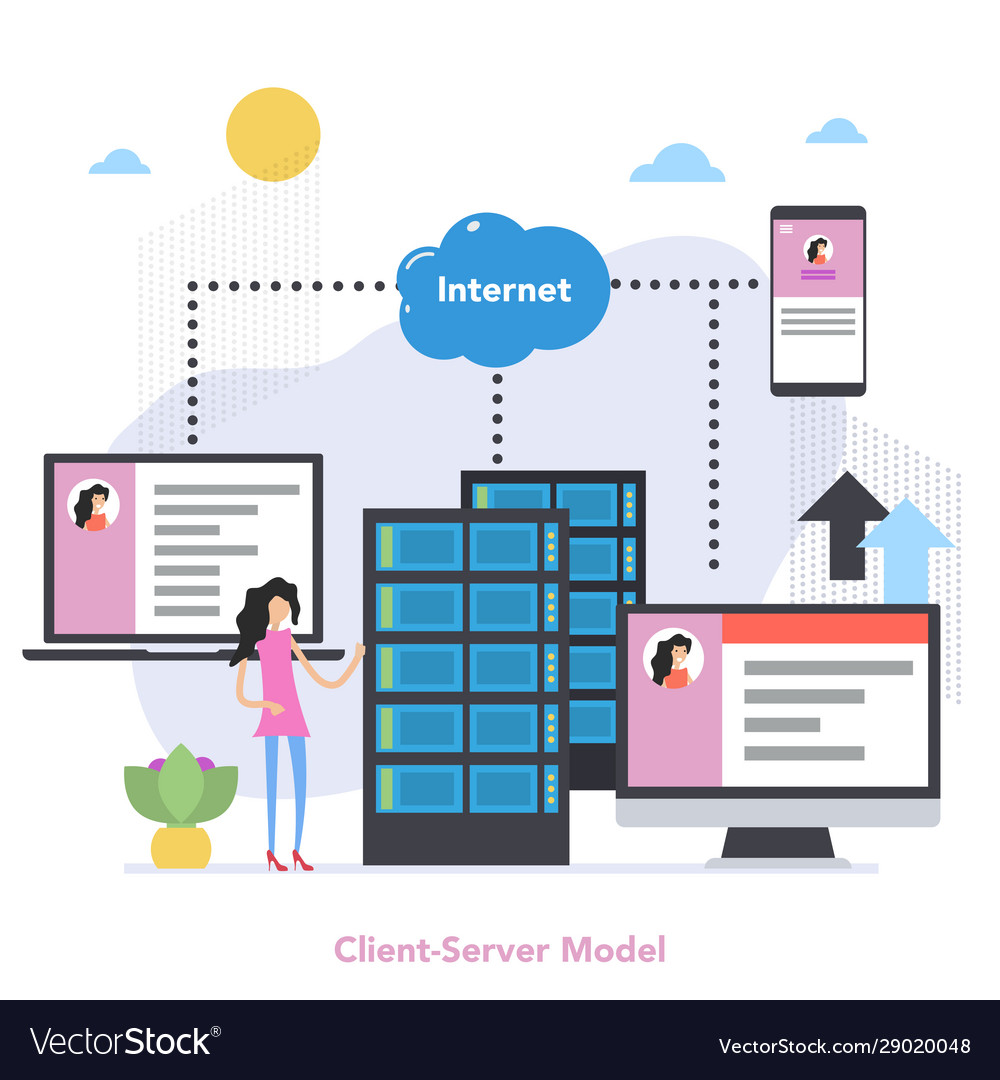 Internet
Client-Server Model
VectorStock®
VectorStock.com/29020048